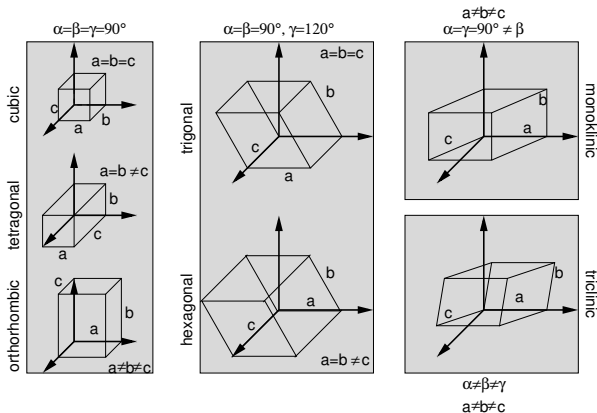 α=β=γ=90°
cubic
a=b=c
c
b
a
tetragonal
a=b ≠c
b
c
a
orthorhombic
c
a
b
a≠b≠c
α=β=90°, γ=120°
trigonal
a=b=c
b
c
a
hexagonal
b
a
c
a=b ≠c
a≠b≠c
α=γ=90° ≠ β
monoklinic
b
c
a
triclinic
b
a
c
α≠β≠γ
a≠b≠c